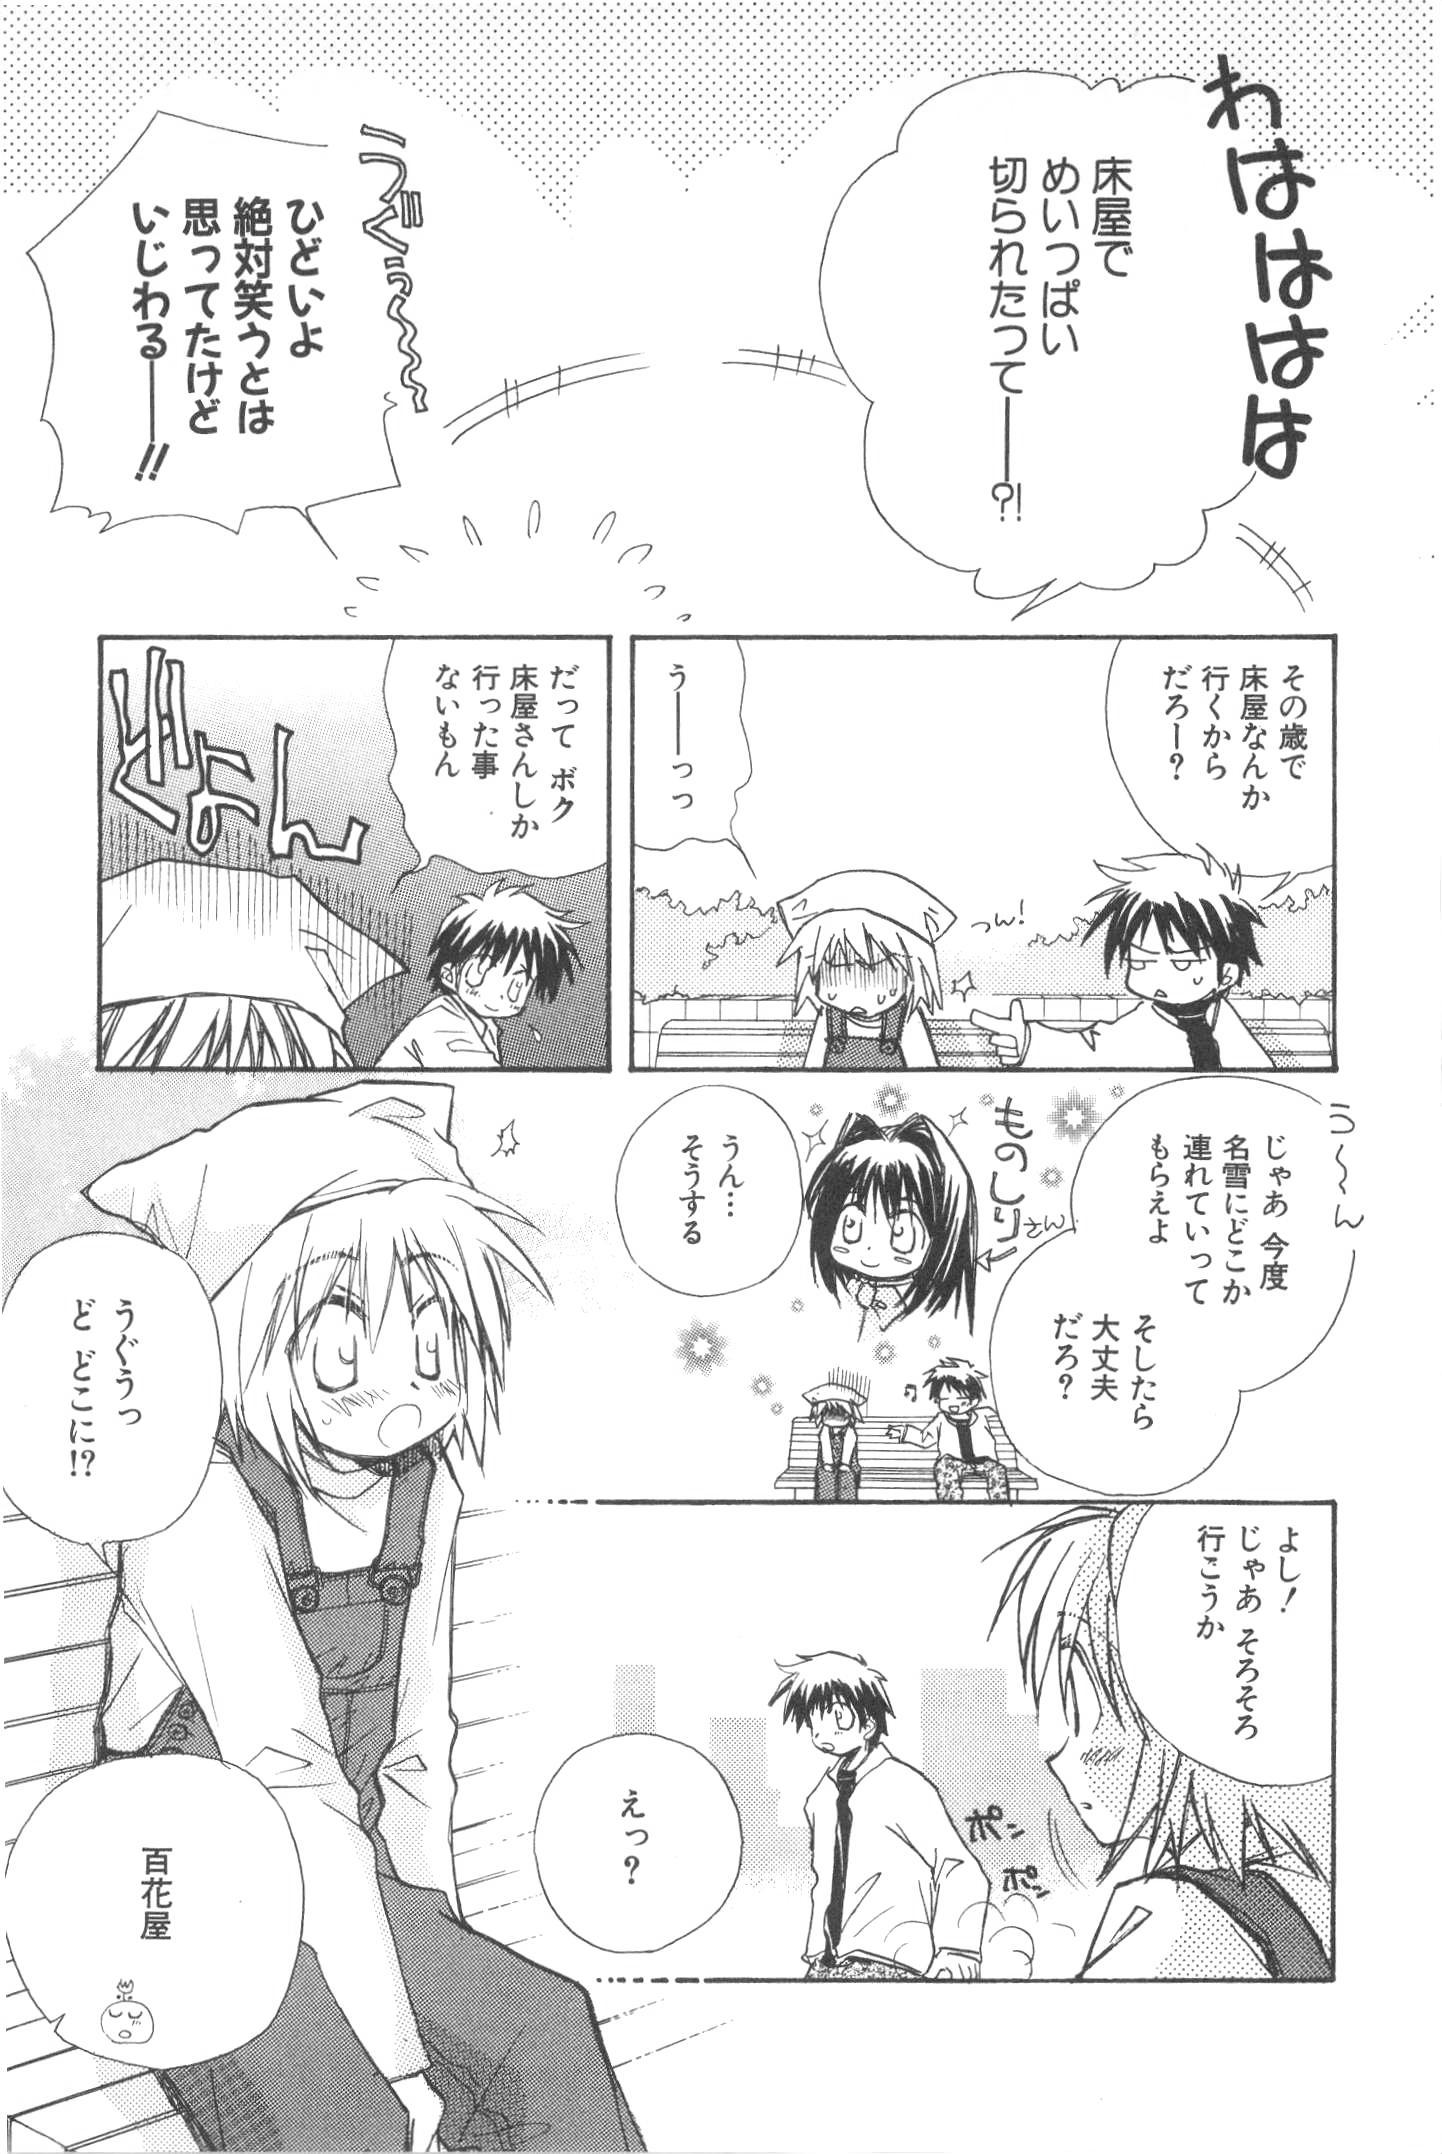 わはははは
床屋で
めいっぱい
切られたってーー?!
うぐぅ〜〜
ひどいよ
絶対笑うとは
思ってたけど
いじわるーー!!
その歳で
床屋なんか
行くから
だろー?
うーーっっ
つん!
だって ボク
床屋さんしか
行った事
ないもん
どよーん
う〜〜ん
じゃあ 今度
名雪にどこか
連れていって
もらえよ
そしたら
大丈夫
だろ?
ものしりさん
うん…
そうする
よし!
じゃあ そろそろ
行こうか
ポン
ポン
えっ?
うぐうっ
ど どこに!?
百花屋